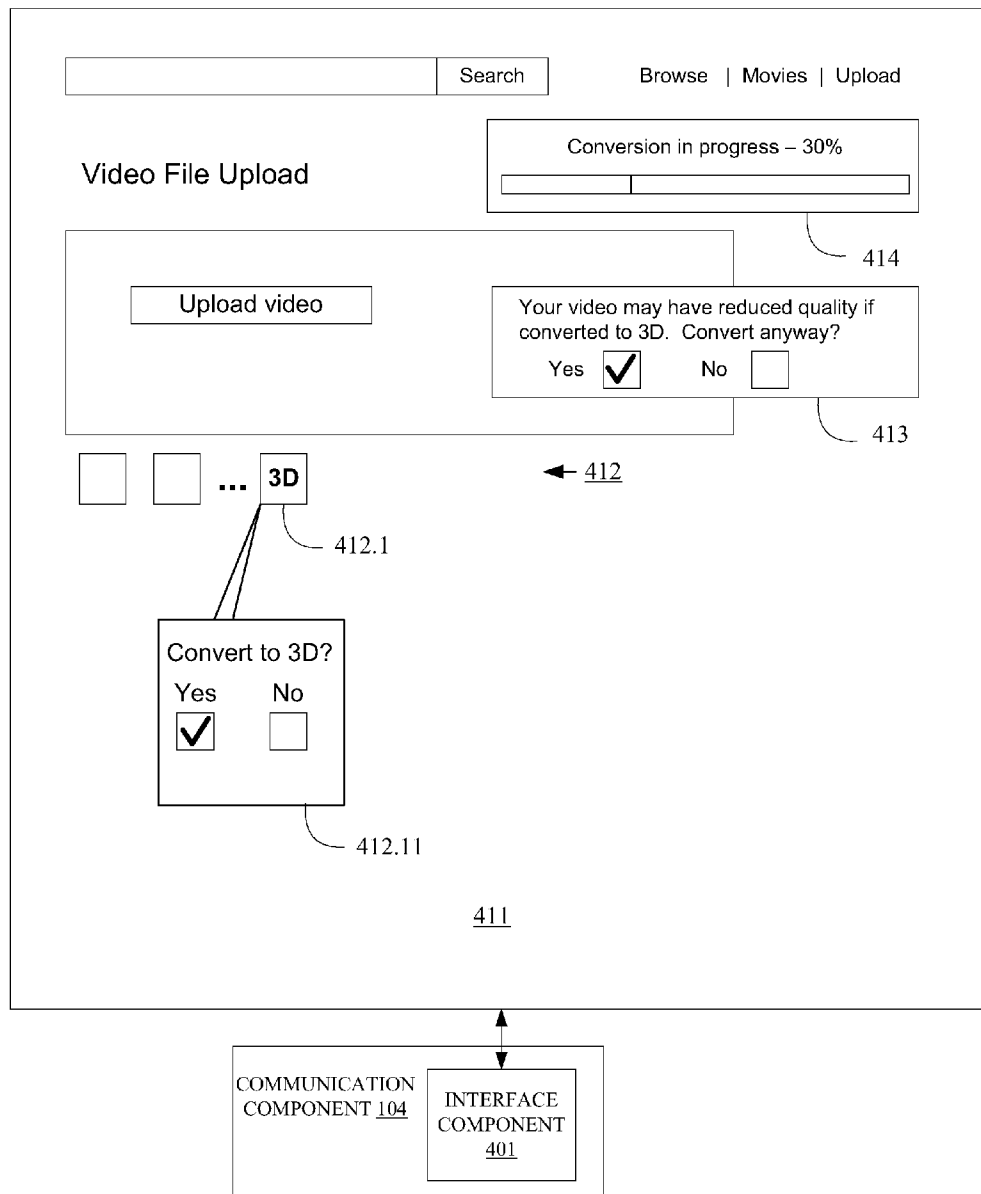 Search
Browse | Movies | Upload
Conversion in progress – 30%
Video File Upload
414
Upload video
Your video may have reduced quality if
converted to 3D. Convert anyway?
Yes No
413
... 3D
412
412.1
Convert to 3D?
Yes No
412.11
411
COMMUNICATION
COMPONENT 104
INTERFACE
COMPONENT
401